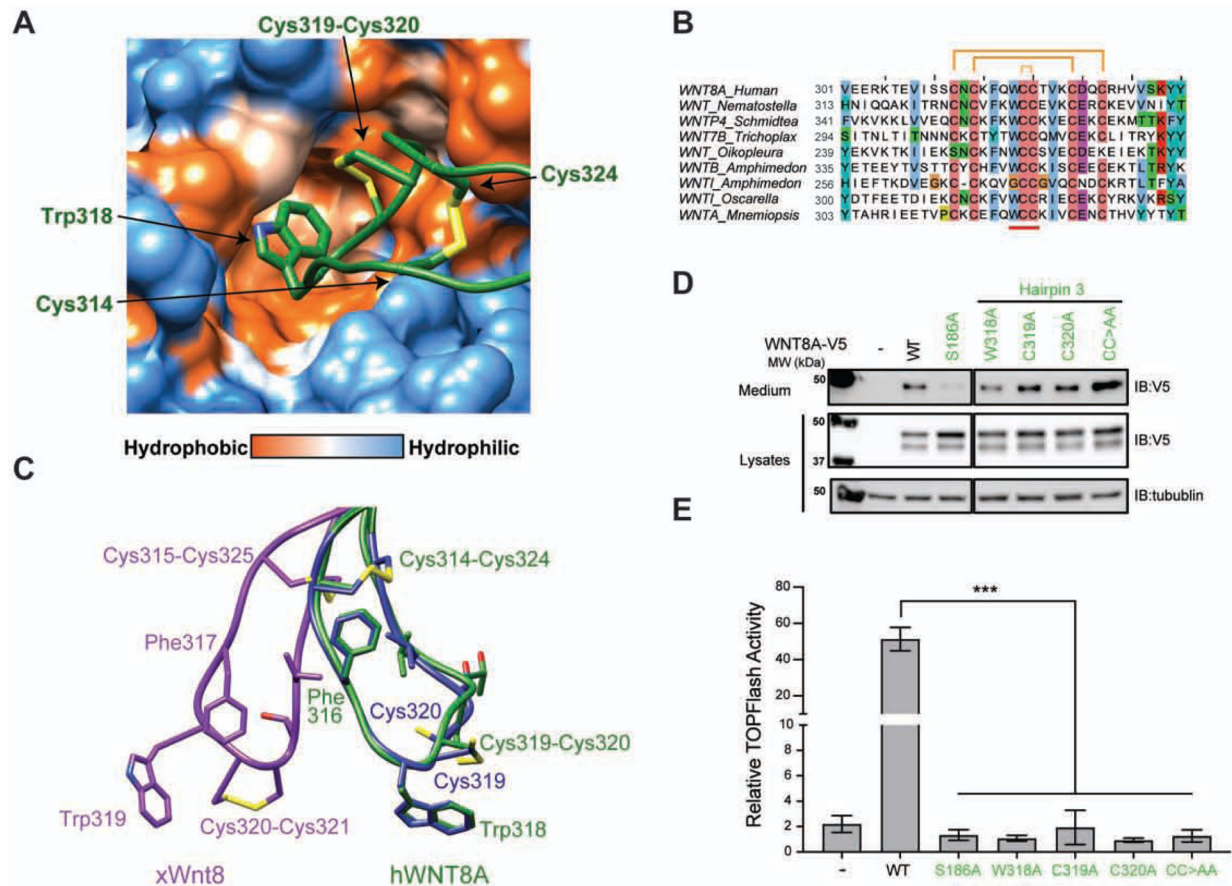 A
Cys319-Cys320
Cys324
Trp318
Cys314
Hydrophobic Hydrophilic
B
WNT8A_Human 301 VEERKTEVISSCNCKFQWCCTVKCDQCRHVVSKYY
WNT_Nematostella 313 HNIQQAKITRNCNCVFKWCCEVKCERCRKEVVNIYT
WNTP4_Schmidtea 341
WNT7B_Trichoplax 294
WNT_Oikopleura 239
WNTB_Amphimedon 335
WNTI_Amphimedon 256
WNTI_Oscarella 300
WNTA_Mnemiopsis 303
C
Cys315-Cys325
Cys314-Cys324
Phe317
Phe
316
Cys320
Cys319-Cys320
Cys319
Trp319
Cys320-Cys321
Trp318
xWnt8
hWNT8A
D
Hairpin 3
WNT8A-V5
MW (kDa)
- WT S186A W318A C319A C320A CC>AA
Medium 50 IB:V5
50
IB:V5
37
Lysates
50 IB:tubublin
E
Relative TOPFlash Activity
80
60
40
20
10
8
6
4
2
0
***
- WT S186A W318A C319A C320A CC>AA